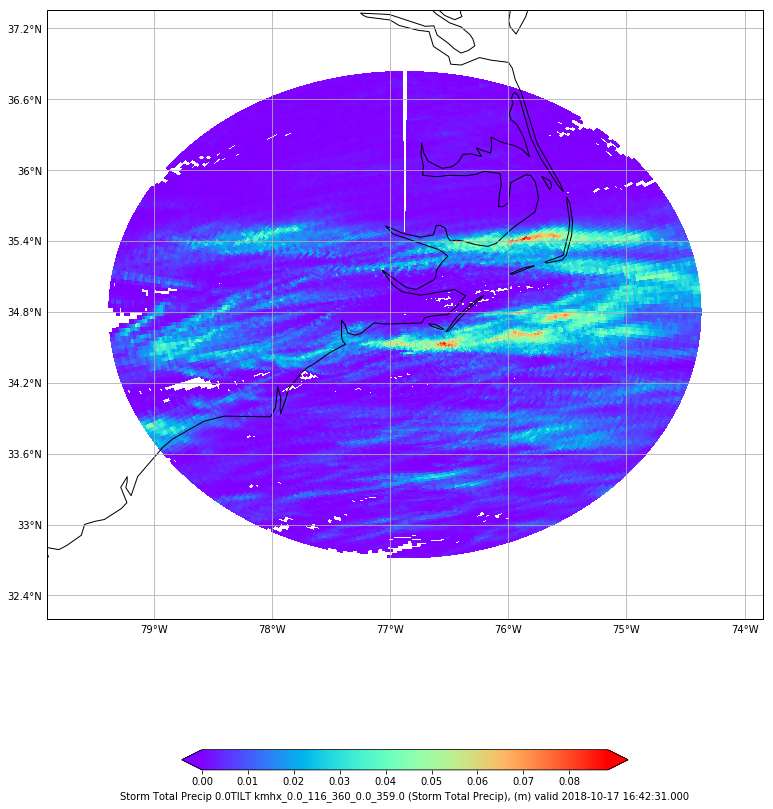 37.2°N
36.6°N
36°N
35.4°N
34.8°N
34.2°N
33.6°N
33°N
32.4°N
79°W 78°W 77°W 76°W 75°W 74°W
0.00 0.01 0.02 0.03 0.04 0.05 0.06 0.07 0.08
Storm Total Precip 0.0TILT kmhx_0.0_116_360_0.0_359.0 (Storm Total Precip), (m) valid 2018-10-17 16:42:31.000